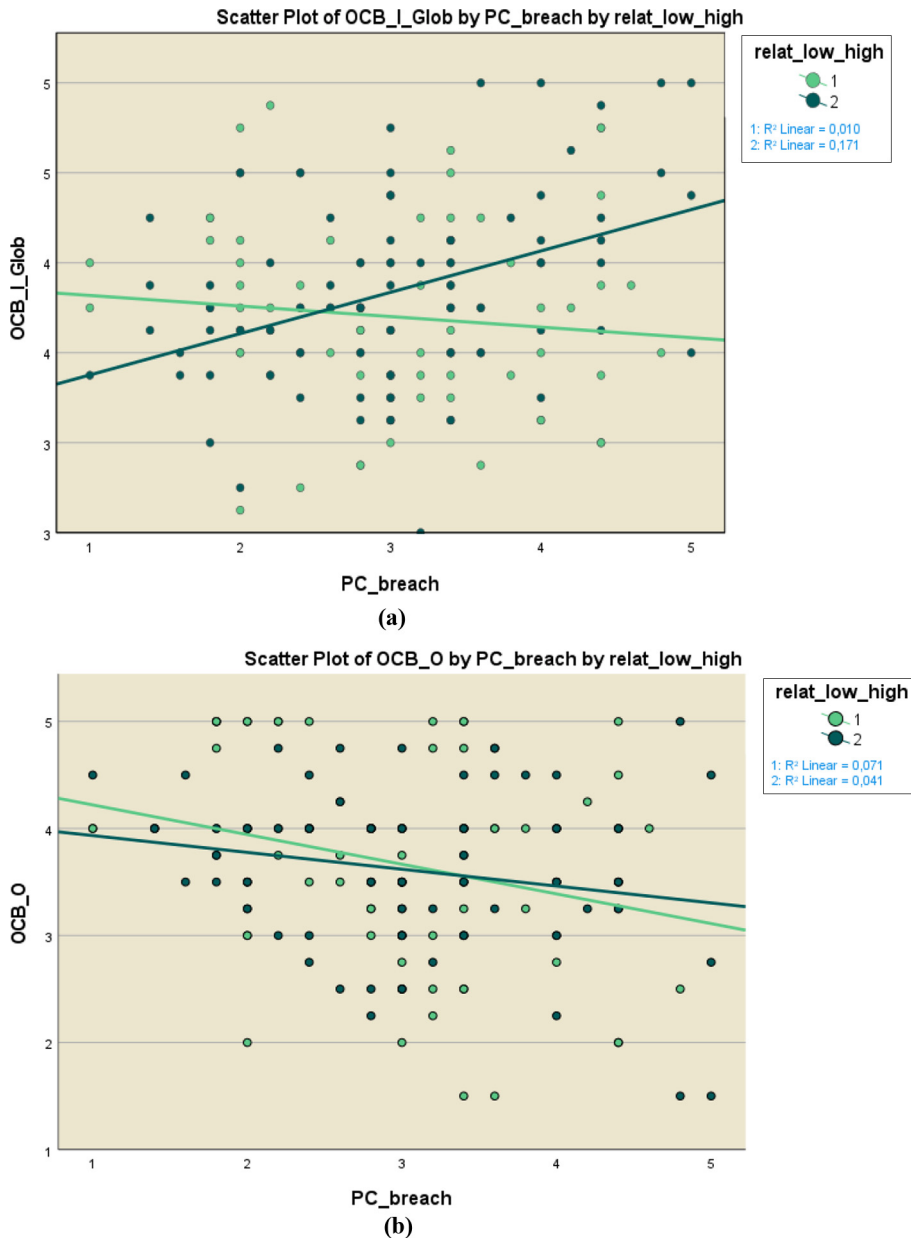 Scatter Plot of OCB_I_Glob by PC_breach by relat_low_high
relat_low_high
1
2
1: R² Linear = 0,010
2: R² Linear = 0,171
OCB_I_Glob
5
5
4
4
3
3
1 2 3 4 5
PC_breach
(a)
Scatter Plot of OCB_O by PC_breach by relat_low_high
relat_low_high
1
2
1: R² Linear = 0,071
2: R² Linear = 0,041
OCB_O
5
4
3
2
1
1 2 3 4 5
PC_breach
(b)